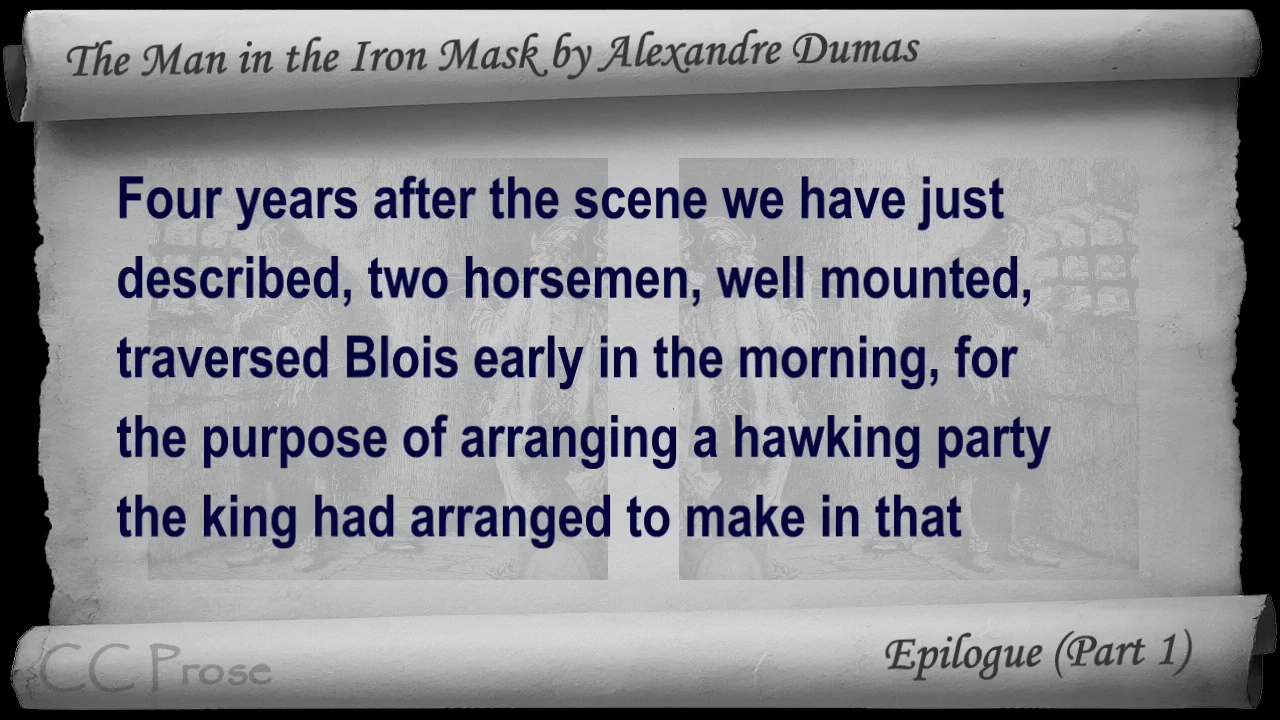 The Man in the Iron Mask by Alexandre Dumas
Four years after the scene we have just
described, two horsemen, well mounted,
traversed Blois early in the morning, for
the purpose of arranging a hawking party
the king had arranged to make in that
CC Prose
Epilogue (Part 1)